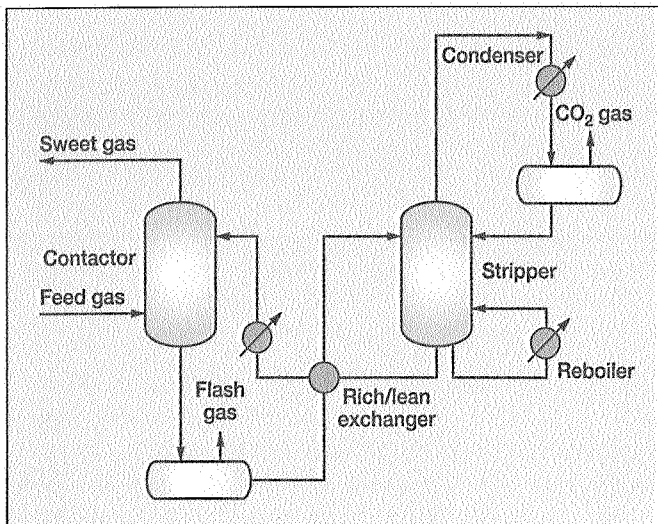 Condenser
CO₂ gas
Sweet gas
Contactor
Stripper
Feed gas
Reboiler
Flash
gas
Rich/lean
exchanger